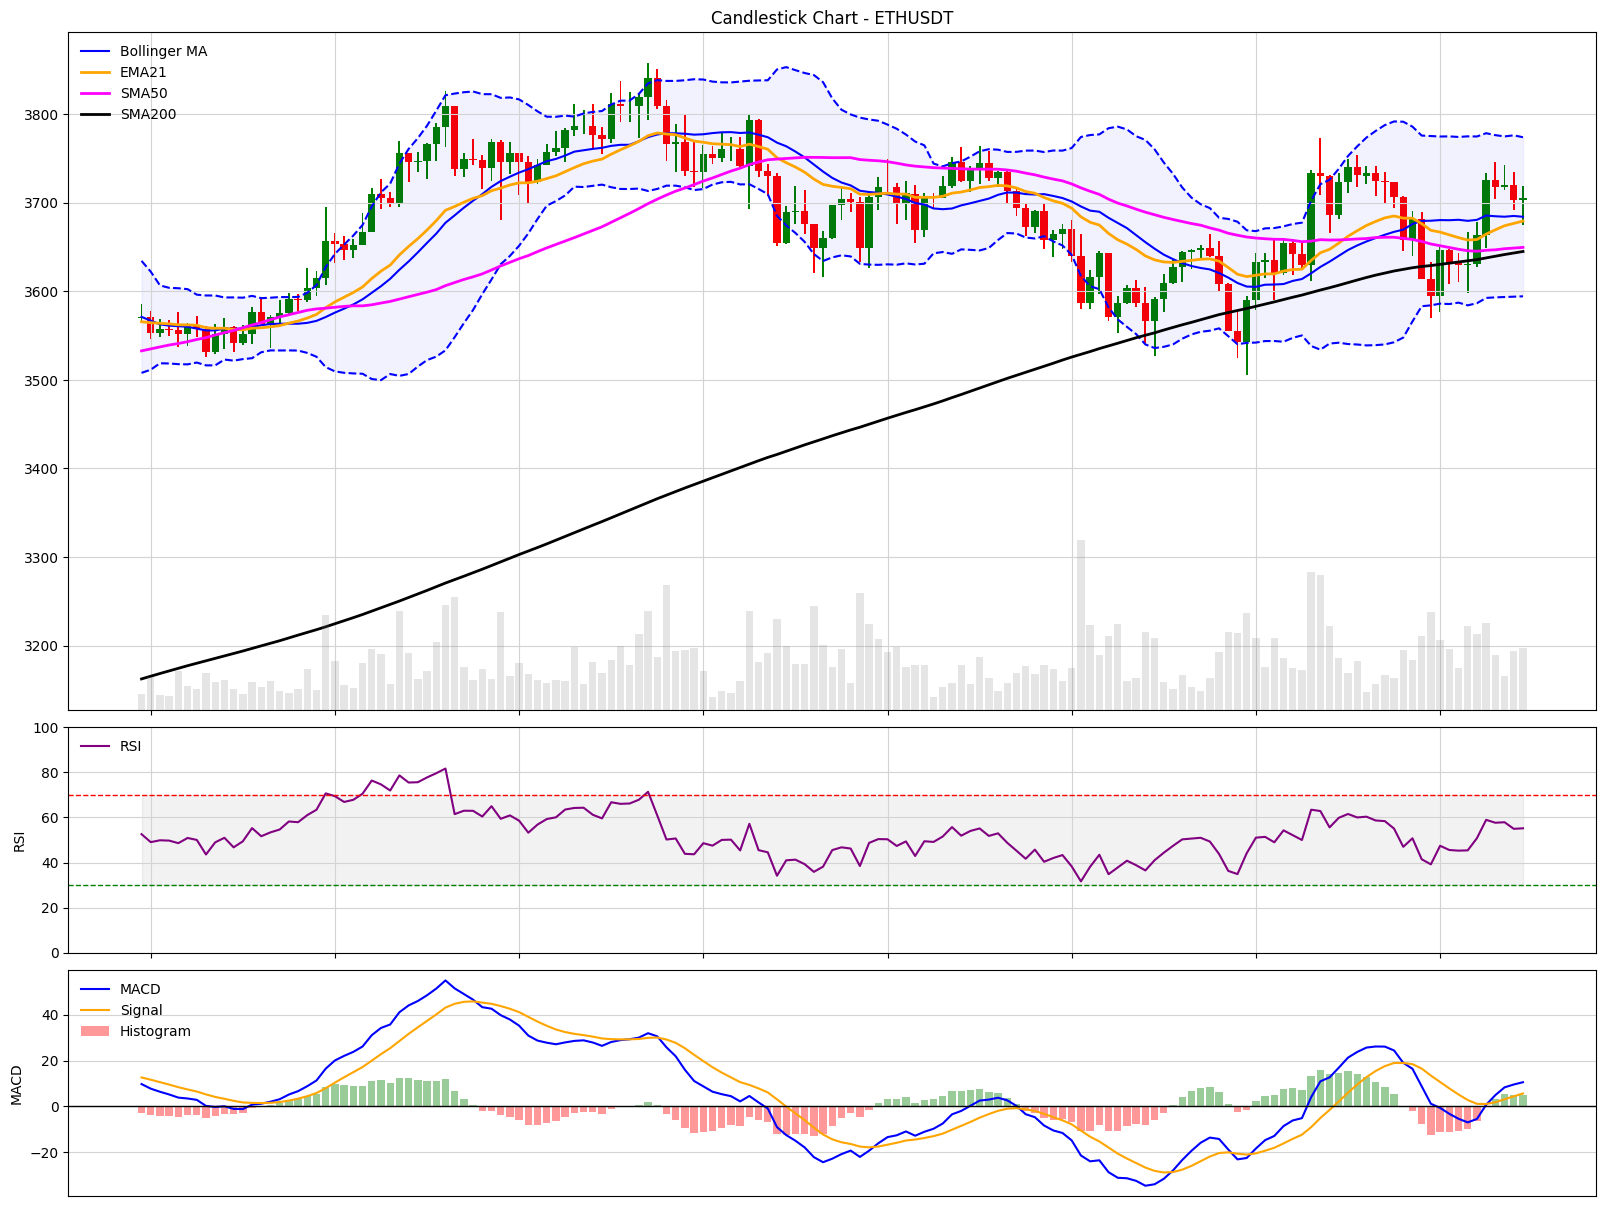 Candlestick Chart - ETHUSDT
Bollinger MA
EMA21
SMA50
SMA200
3800
3700
3600
3500
3400
3300
3200
100
80
60
40
20
0
RSI
RSI
40
20
0
−20
MACD
MACD
Signal
Histogram